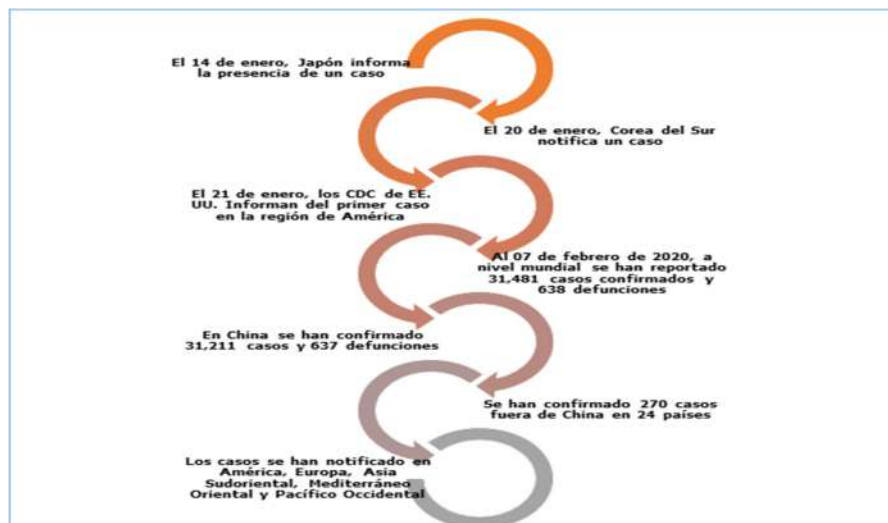 El 14 de enero, Japón informa
la presencia de un caso
El 20 de enero, Corea del Sur
notifica un caso
El 21 de enero, los CDC de EE.
UU. Informan del primer caso
en la región de América
Al 07 de febrero de 2020, a
nivel mundial se han reportado
31,481 casos confirmados y
638 defunciones
En China se han confirmado
31,211 casos y 637 defunciones
Se han confirmado 270 casos
fuera de China en 24 países
Los casos se han notificado en
América, Europa, Asia
Sudoriental, Mediterráneo
Oriental y Pacífico Occidental